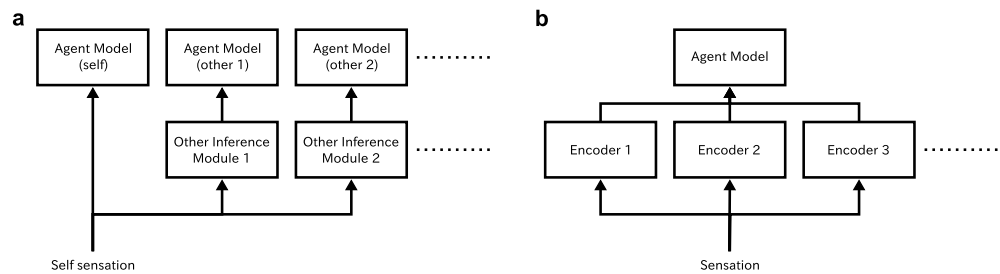 a
Agent Model
(self)
Agent Model
(other 1)
Agent Model
(other 2)
Other Inference
Module 1
Other Inference
Module 2
Self sensation
b
Agent Model
Encoder 1
Encoder 2
Encoder 3
Sensation